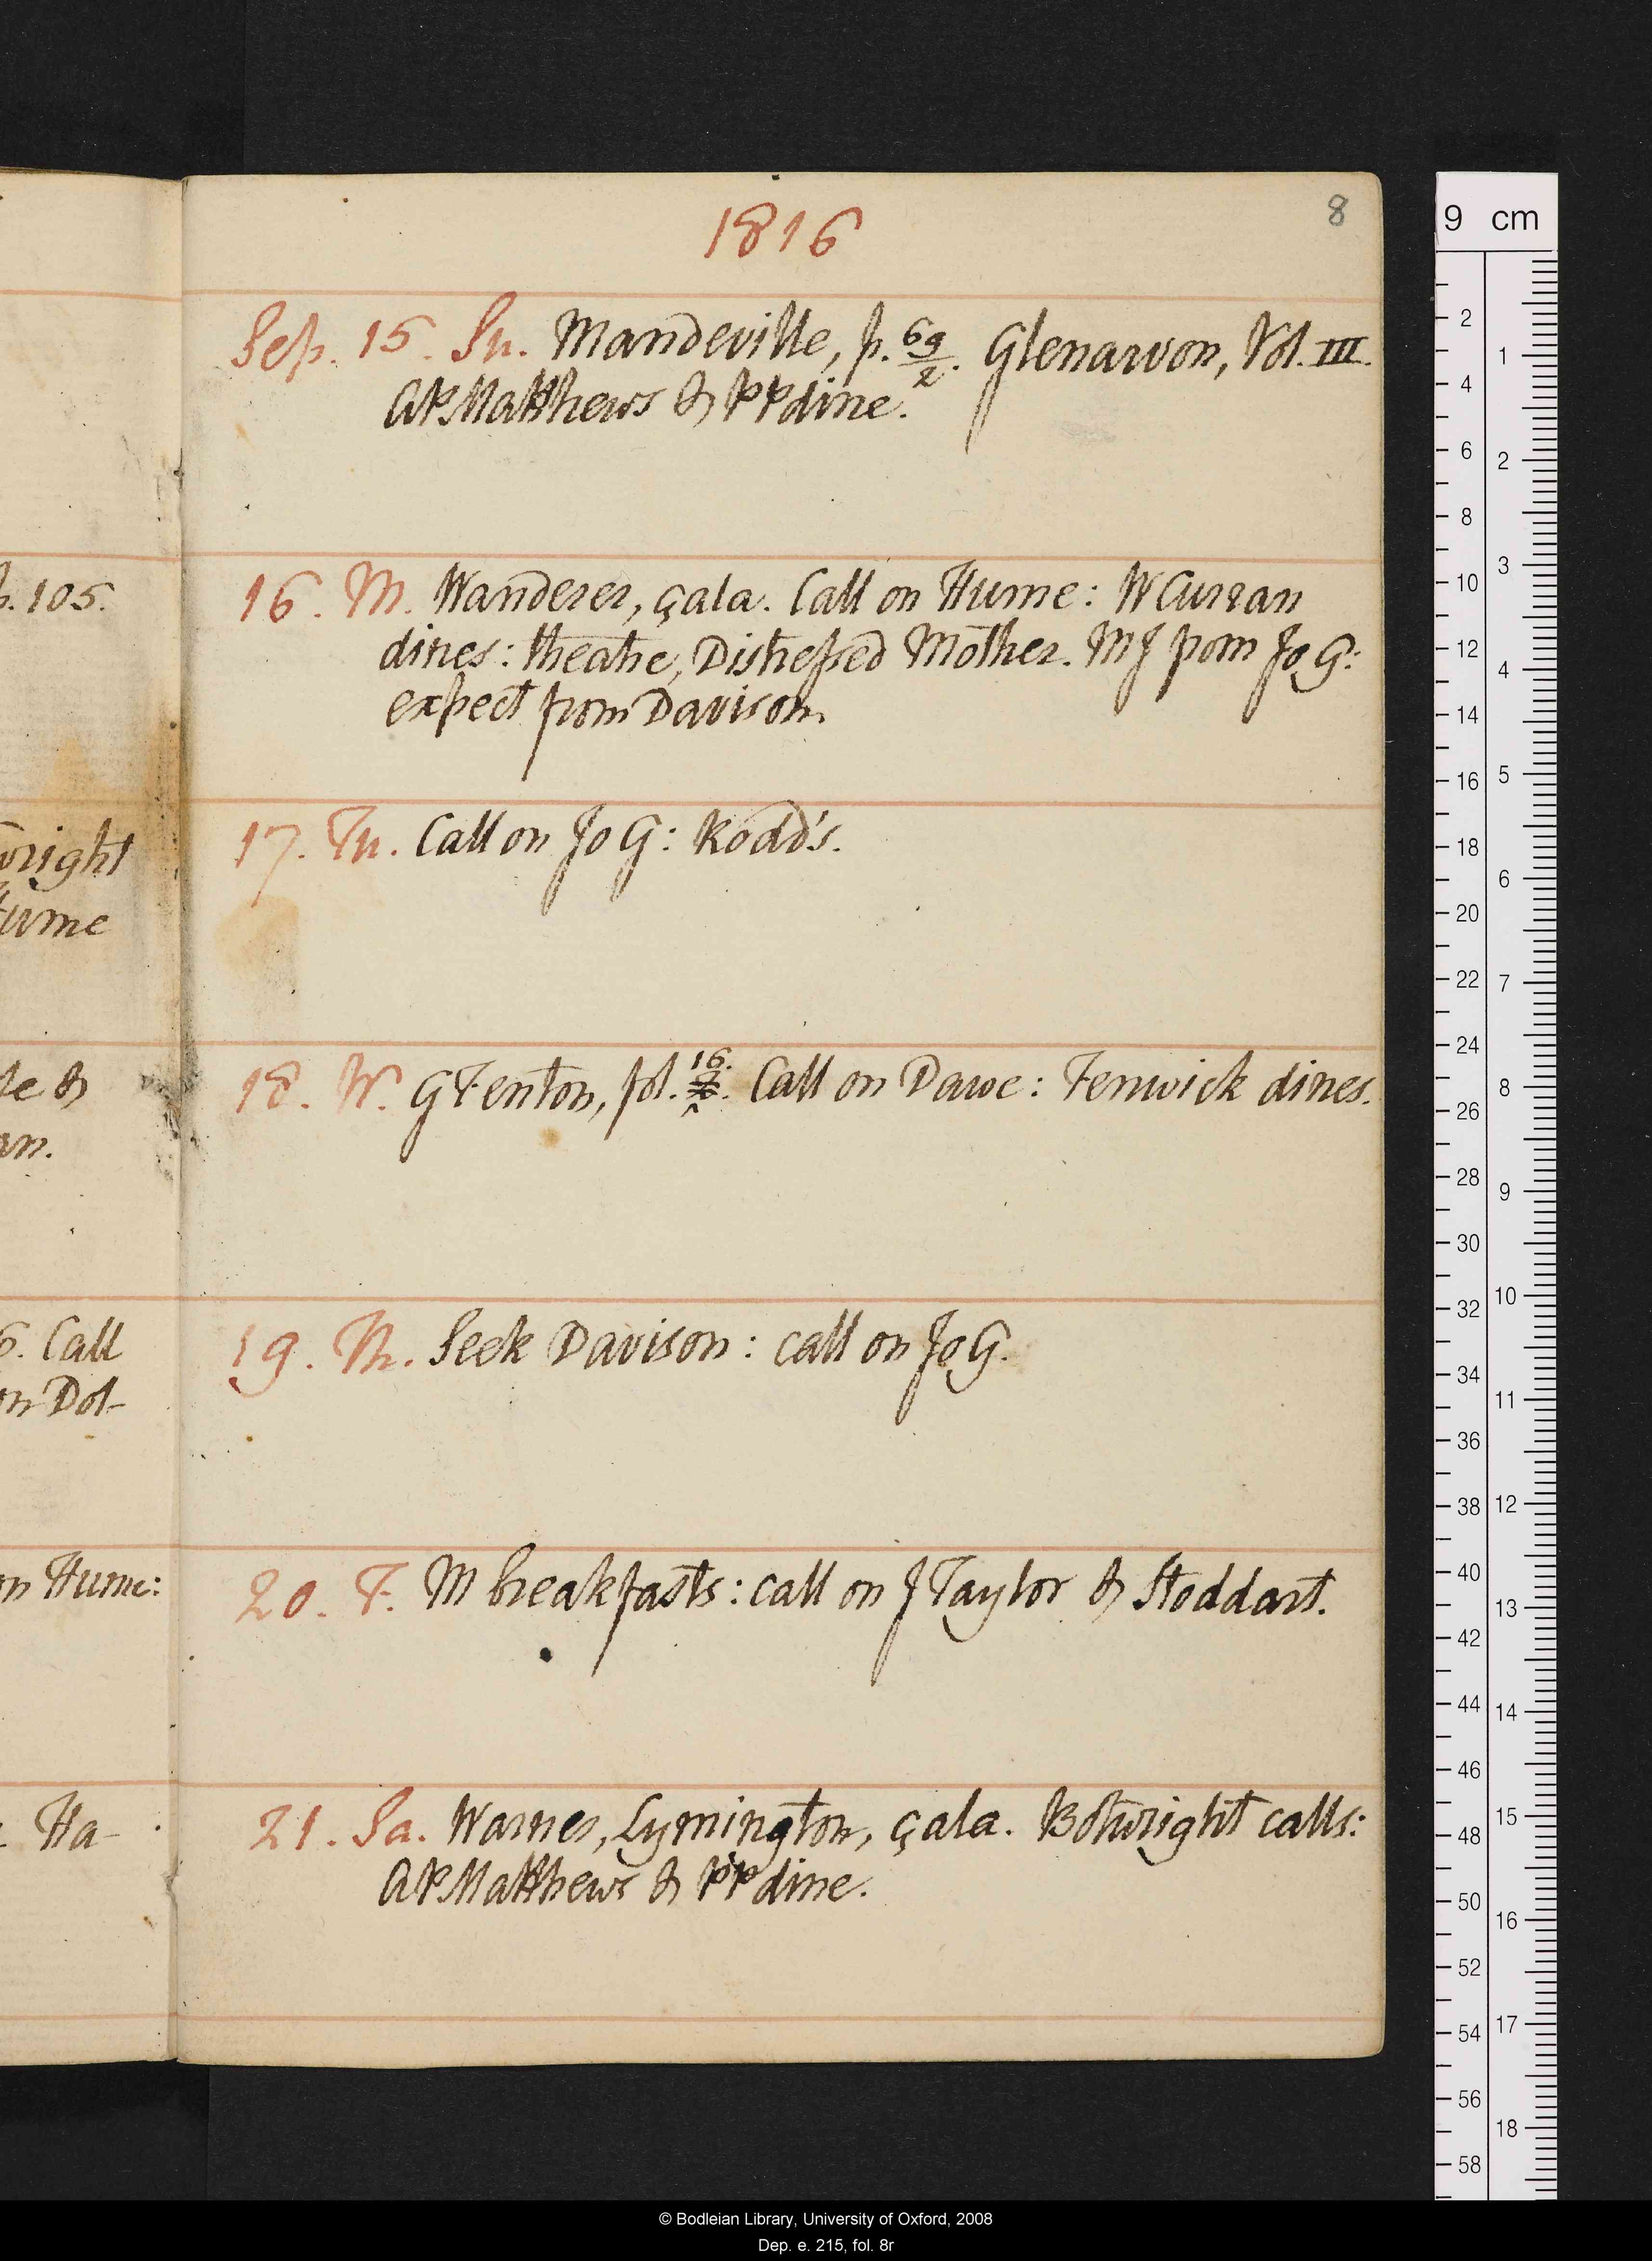 1816
8
Sep. 15. Su. Mandeville, p. 69/2. Glenarvon, Vol. III.
AP Matthews & PP dine.
16. M. Wanderer, çala. Call on Hume: W Curran
dines: theatre, Distressed Mother. MJ from Jo G:
expect from Davison.
17. Tu. Call on Jo G: Rodd's.
18. W. G Fenton, fol. 16. Call on Dawe: Fenwick dines.
19. Th. Seek Davison: call on Jo G.
20. F. M breakfasts: call on J Taylor & Stoddart.
21. Sa. Warner, Lymington, çala. Botwright calls:
AP Matthews & PP dine.
p. 105.
wright
Hume
le &
an.
6. Call
on Dol-
on Hume:
Ha-
9 cm
2
4
6
8
10
12
14
16
18
20
22
24
26
28
30
32
34
36
38
40
42
44
46
48
50
52
54
56
58
1
2
3
4
5
6
7
8
9
10
11
12
13
14
15
16
17
18
© Bodleian Library, University of Oxford, 2008
Dep. e. 215, fol. 8r